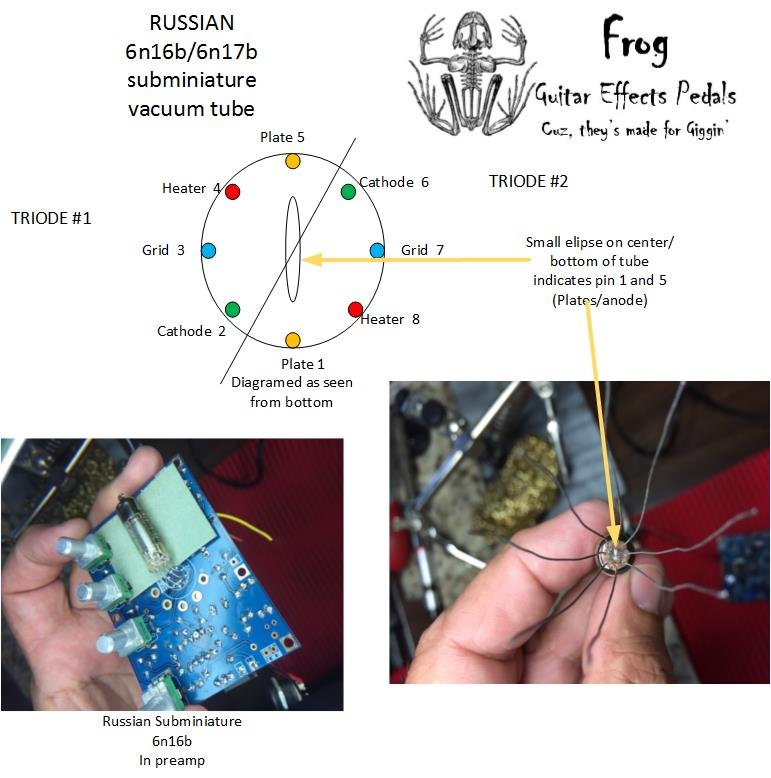 RUSSIAN
6n16b/6n17b
subminiature
vacuum tube
Frog
Guitar Effects Pedals
Cuz, they's made for Giggin'
Plate 5
Heater 4
Cathode 6
TRIODE #2
TRIODE #1
Grid 3
Grid 7
Small elipse on center/
bottom of tube
indicates pin 1 and 5
(Plates/anode)
Cathode 2
Heater 8
Plate 1
Diagramed as seen
from bottom
Russian Subminiature
6n16b
In preamp